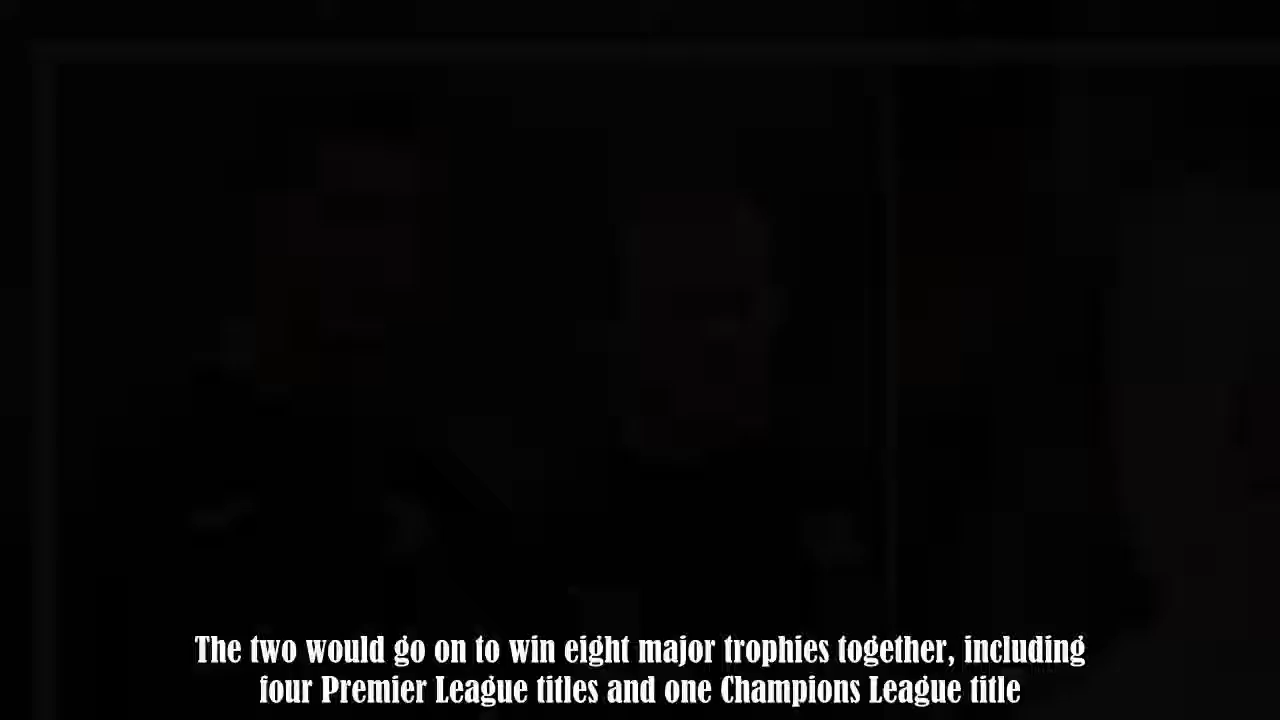 The two would go on to win eight major trophies together, including
four Premier League titles and one Champions League title